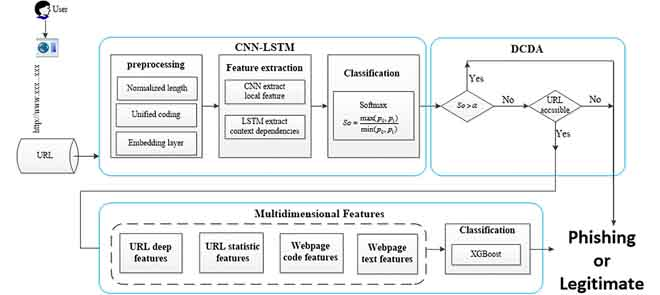 User
http://www.xxx...xxx
URL
CNN-LSTM
preprocessing
Normalized length
Unified coding
Embedding layer
Feature extraction
CNN extract
local feature
LSTM extract
context dependencies
Classification
Softmax
So = max(p₀, p₁) / min(p₀, p₁)
DCDA
Yes
So > α
No
URL
accissible
No
Yes
Multidimensional Features
URL deep
features
URL statistic
features
Webpage
code features
Webpage
text features
Classification
XGBoost
Phishing
or
Legitimate